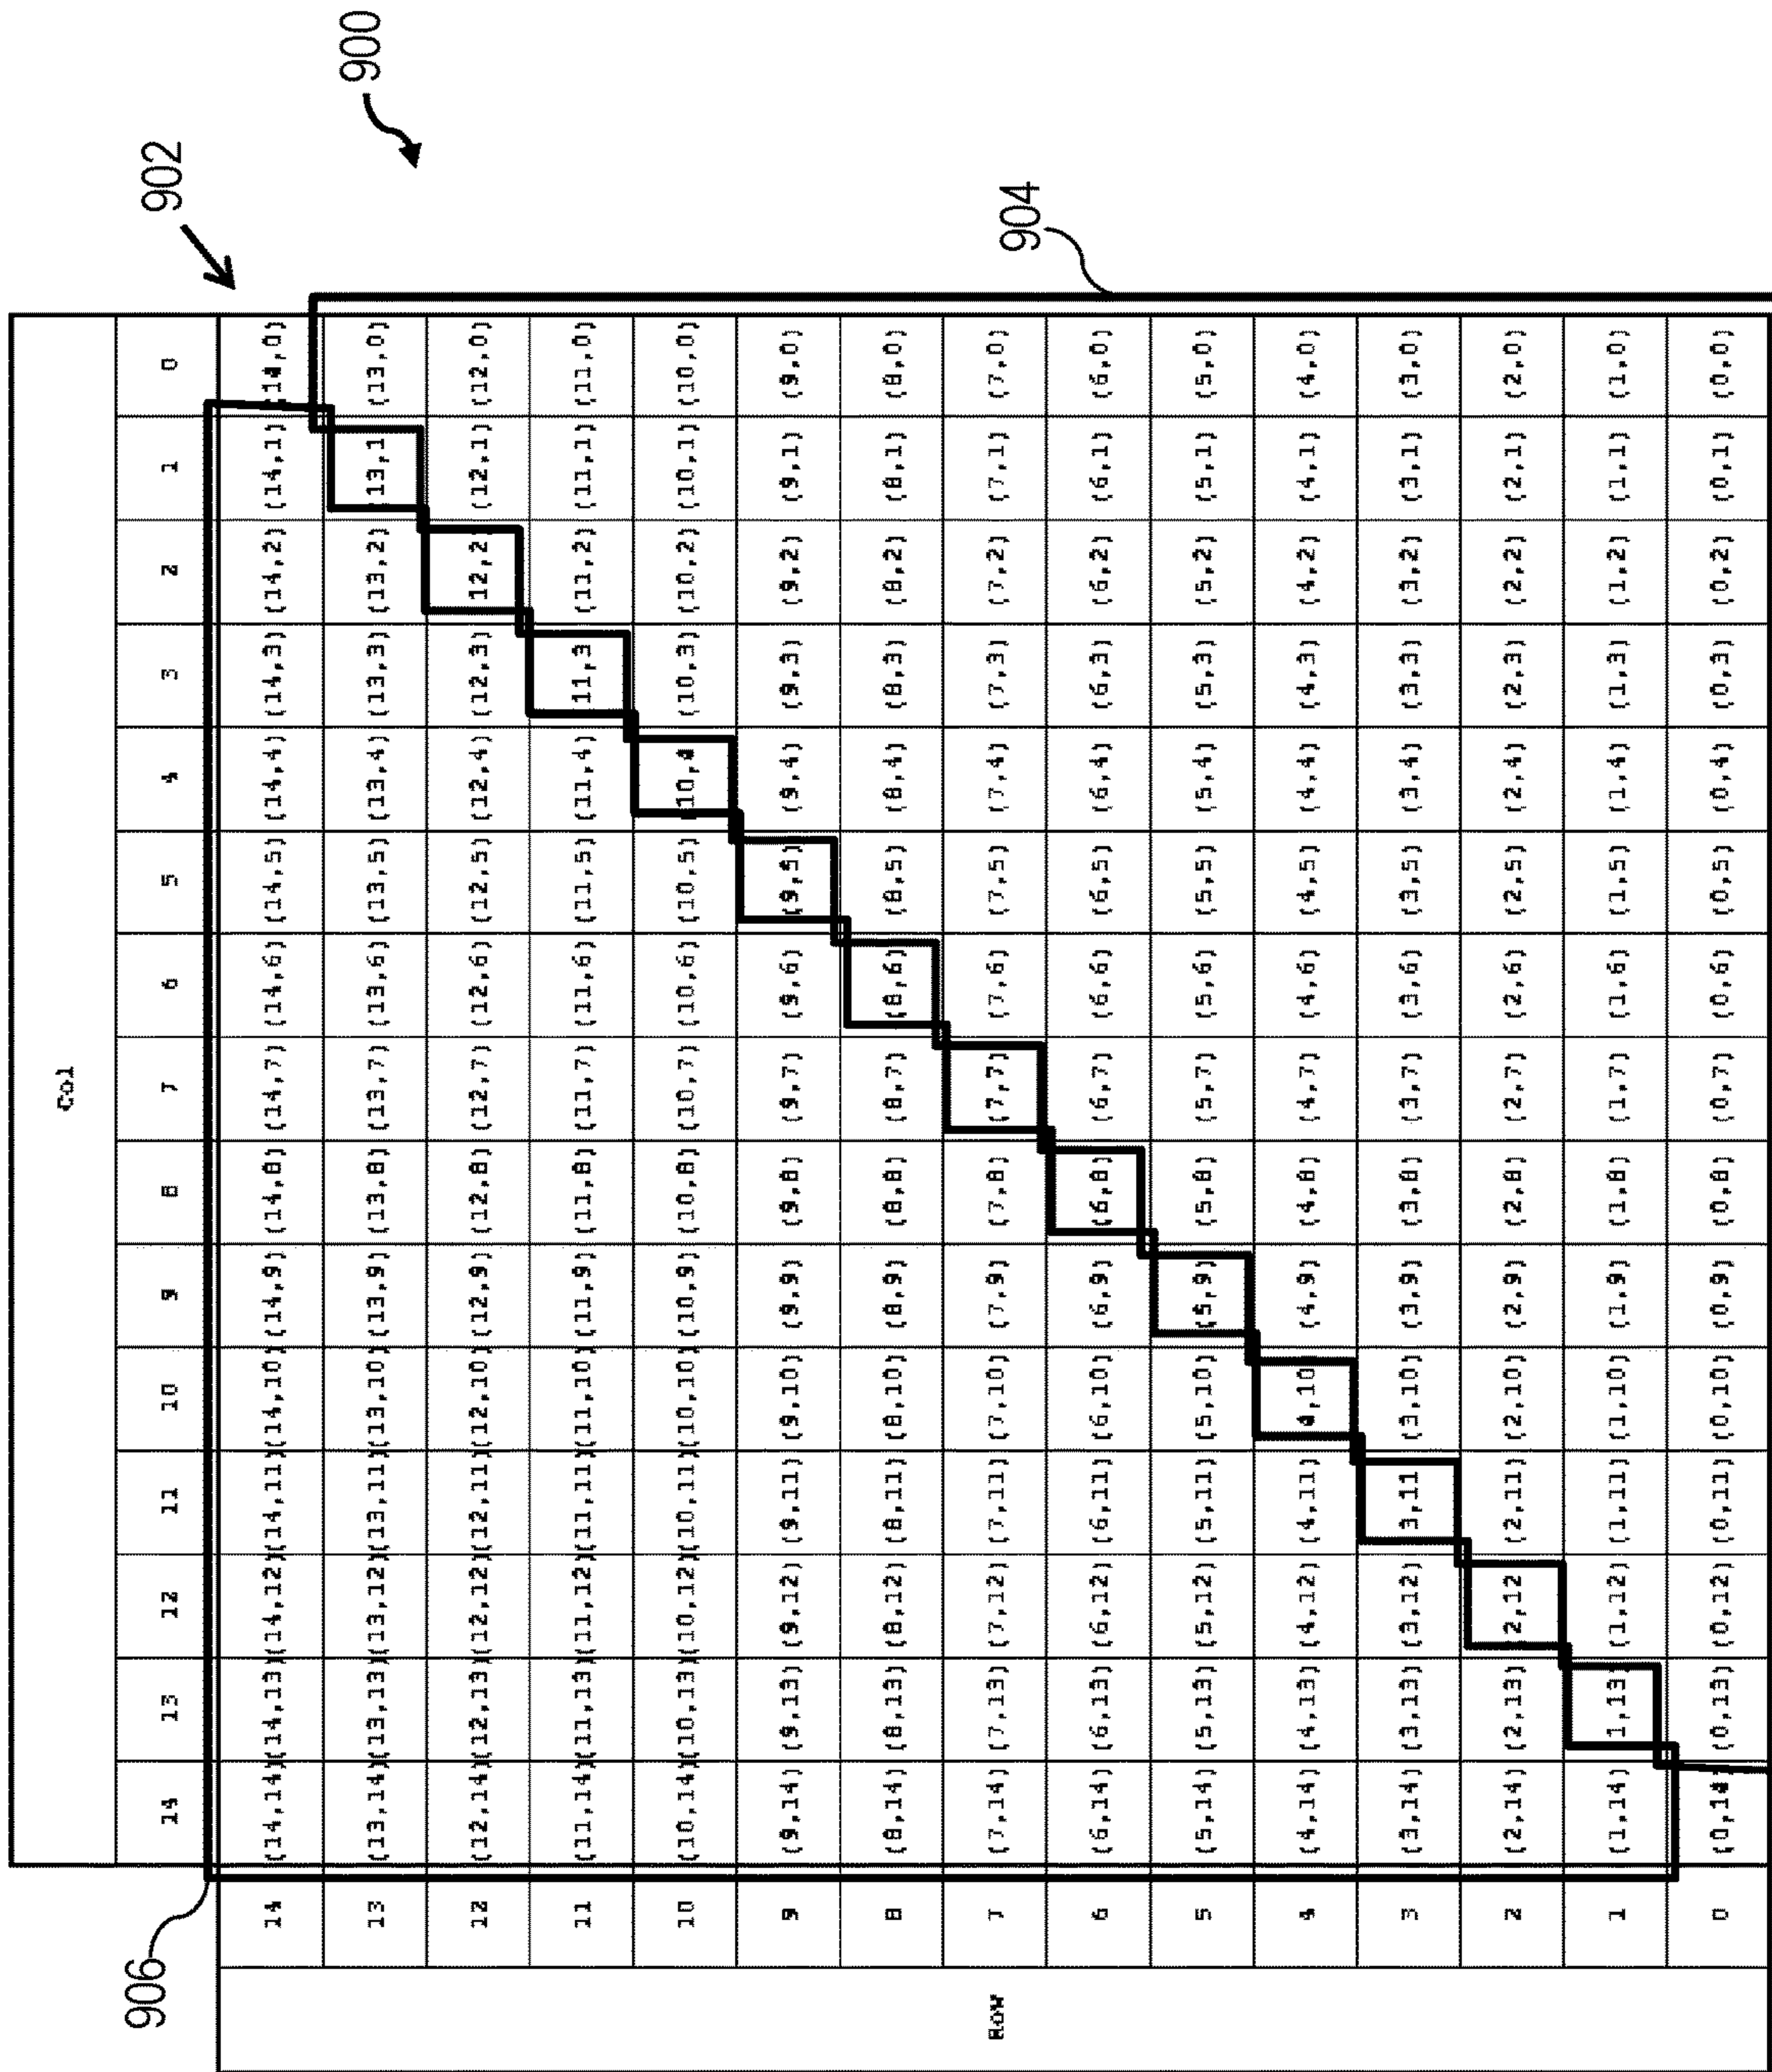 Col
14 13 12 11 10 9 8 7 6 5 4 3 2 1 0
906
902
14 (14,14) (14,13) (14,12) (14,11) (14,10) (14,9) (14,8) (14,7) (14,6) (14,5) (14,4) (14,3) (14,2) (14,1) (14,0)
900
13 (13,14) (13,13) (13,12) (13,11) (13,10) (13,9) (13,8) (13,7) (13,6) (13,5) (13,4) (13,3) (13,2) (13,1) (13,0)
12 (12,14) (12,13) (12,12) (12,11) (12,10) (12,9) (12,8) (12,7) (12,6) (12,5) (12,4) (12,3) (12,2) (12,1) (12,0)
11 (11,14) (11,13) (11,12) (11,11) (11,10) (11,9) (11,8) (11,7) (11,6) (11,5) (11,4) (11,3) (11,2) (11,1) (11,0)
10 (10,14) (10,13) (10,12) (10,11) (10,10) (10,9) (10,8) (10,7) (10,6) (10,5) (10,4) (10,3) (10,2) (10,1) (10,0)
9 (9,14) (9,13) (9,12) (9,11) (9,10) (9,9) (9,8) (9,7) (9,6) (9,5) (9,4) (9,3) (9,2) (9,1) (9,0)
8 (8,14) (8,13) (8,12) (8,11) (8,10) (8,9) (8,8) (8,7) (8,6) (8,5) (8,4) (8,3) (8,2) (8,1) (8,0)
Row
7 (7,14) (7,13) (7,12) (7,11) (7,10) (7,9) (7,8) (7,7) (7,6) (7,5) (7,4) (7,3) (7,2) (7,1) (7,0)
904
6 (6,14) (6,13) (6,12) (6,11) (6,10) (6,9) (6,8) (6,7) (6,6) (6,5) (6,4) (6,3) (6,2) (6,1) (6,0)
5 (5,14) (5,13) (5,12) (5,11) (5,10) (5,9) (5,8) (5,7) (5,6) (5,5) (5,4) (5,3) (5,2) (5,1) (5,0)
4 (4,14) (4,13) (4,12) (4,11) (4,10) (4,9) (4,8) (4,7) (4,6) (4,5) (4,4) (4,3) (4,2) (4,1) (4,0)
3 (3,14) (3,13) (3,12) (3,11) (3,10) (3,9) (3,8) (3,7) (3,6) (3,5) (3,4) (3,3) (3,2) (3,1) (3,0)
2 (2,14) (2,13) (2,12) (2,11) (2,10) (2,9) (2,8) (2,7) (2,6) (2,5) (2,4) (2,3) (2,2) (2,1) (2,0)
1 (1,14) (1,13) (1,12) (1,11) (1,10) (1,9) (1,8) (1,7) (1,6) (1,5) (1,4) (1,3) (1,2) (1,1) (1,0)
0 (0,14) (0,13) (0,12) (0,11) (0,10) (0,9) (0,8) (0,7) (0,6) (0,5) (0,4) (0,3) (0,2) (0,1) (0,0)